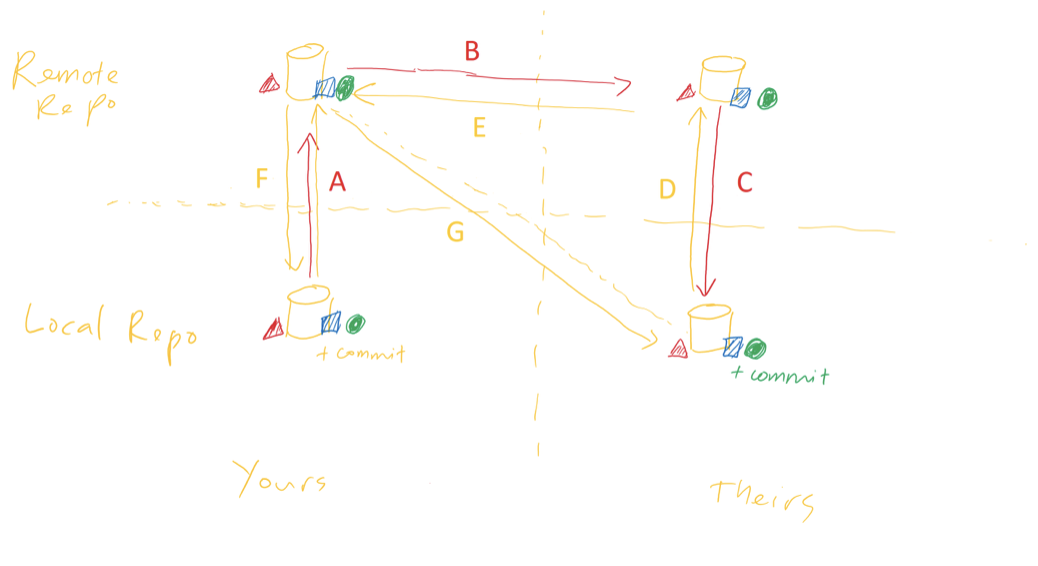 B
Remote
Repo
E
F
A
D
C
G
Local Repo
+ commit
+ commit
Yours
Theirs